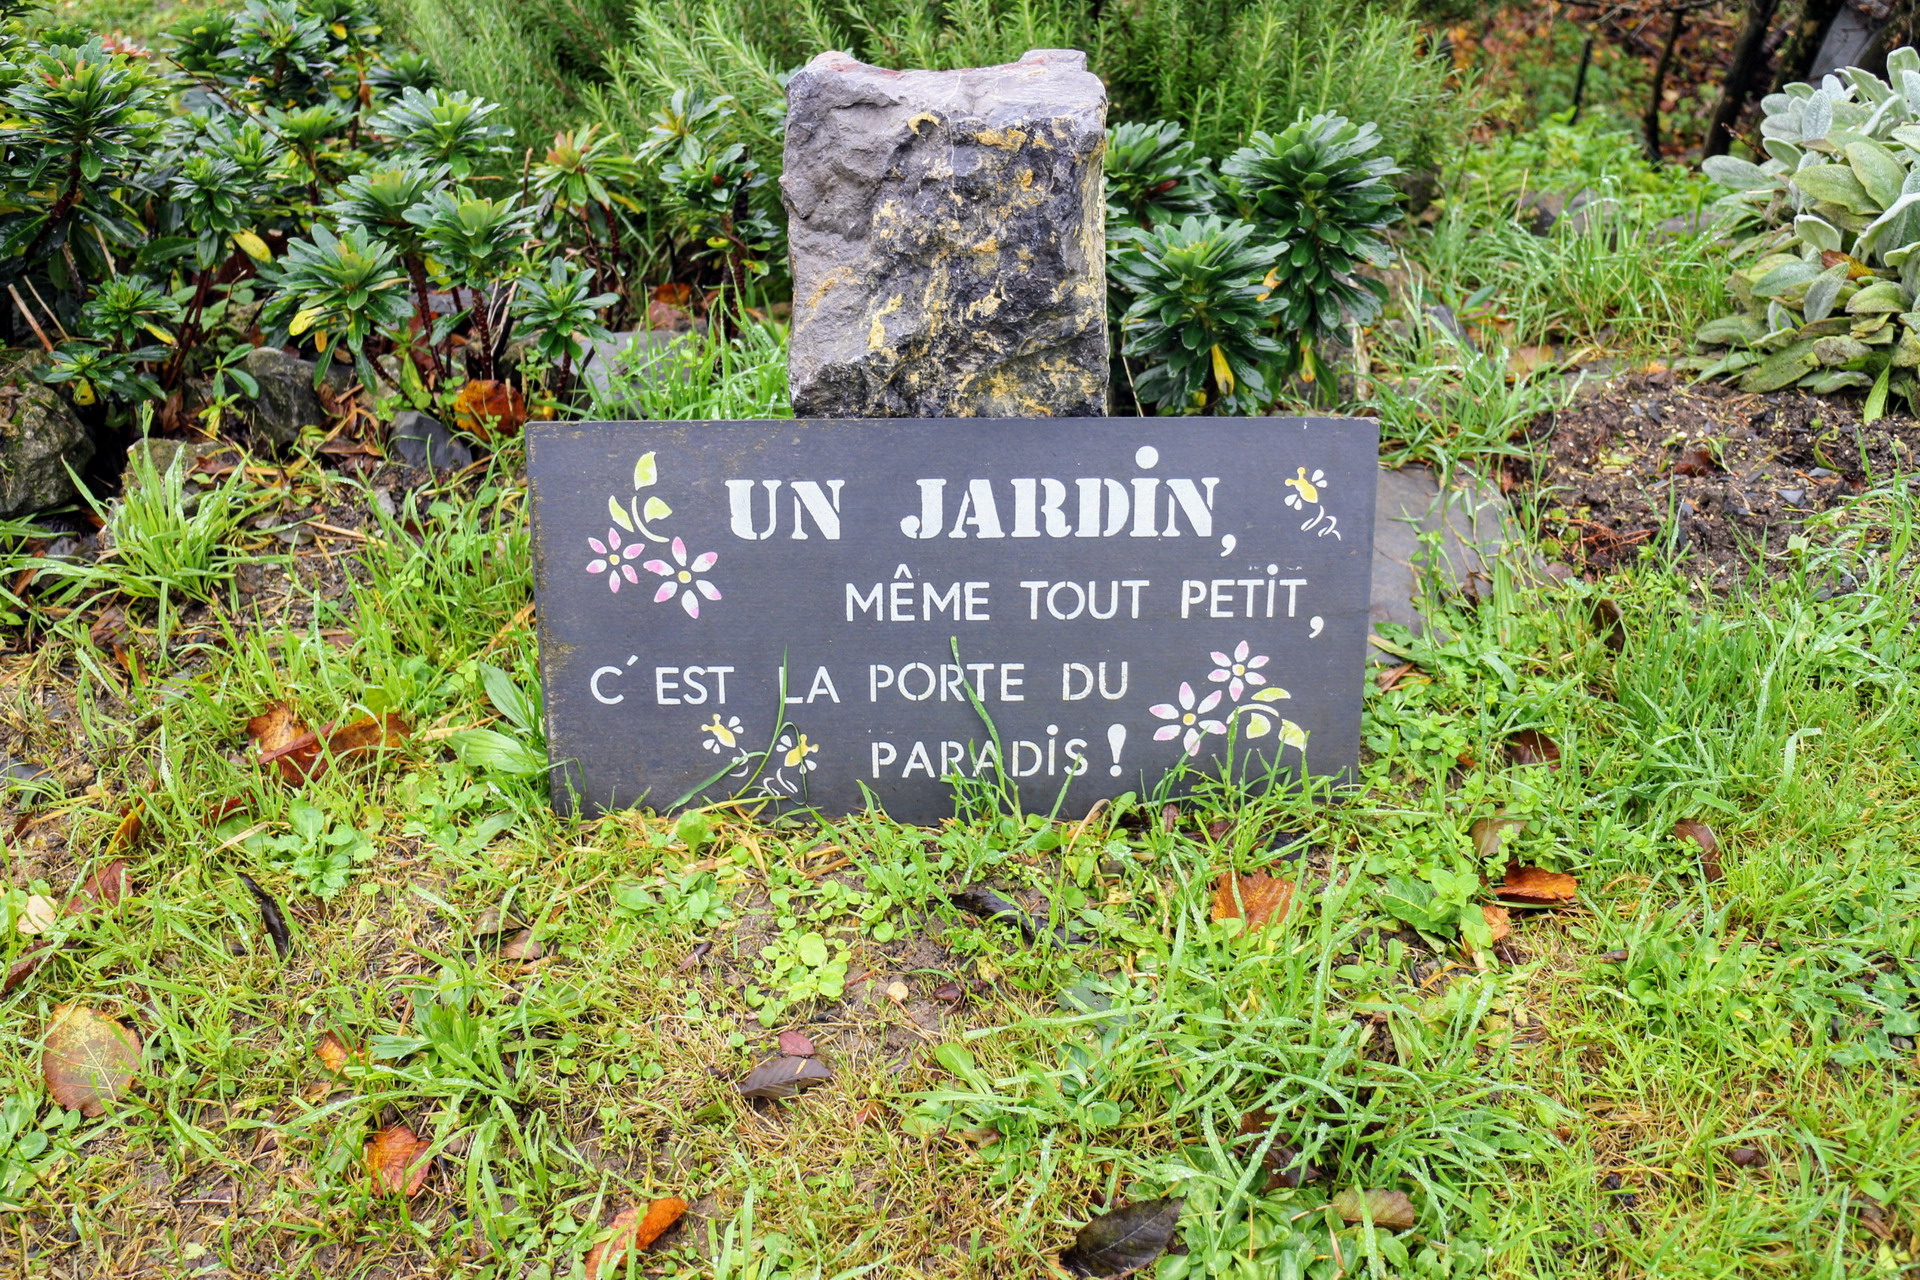 UN JARDIN,
MÊME TOUT PETIT,
C'EST LA PORTE DU
PARADIS !